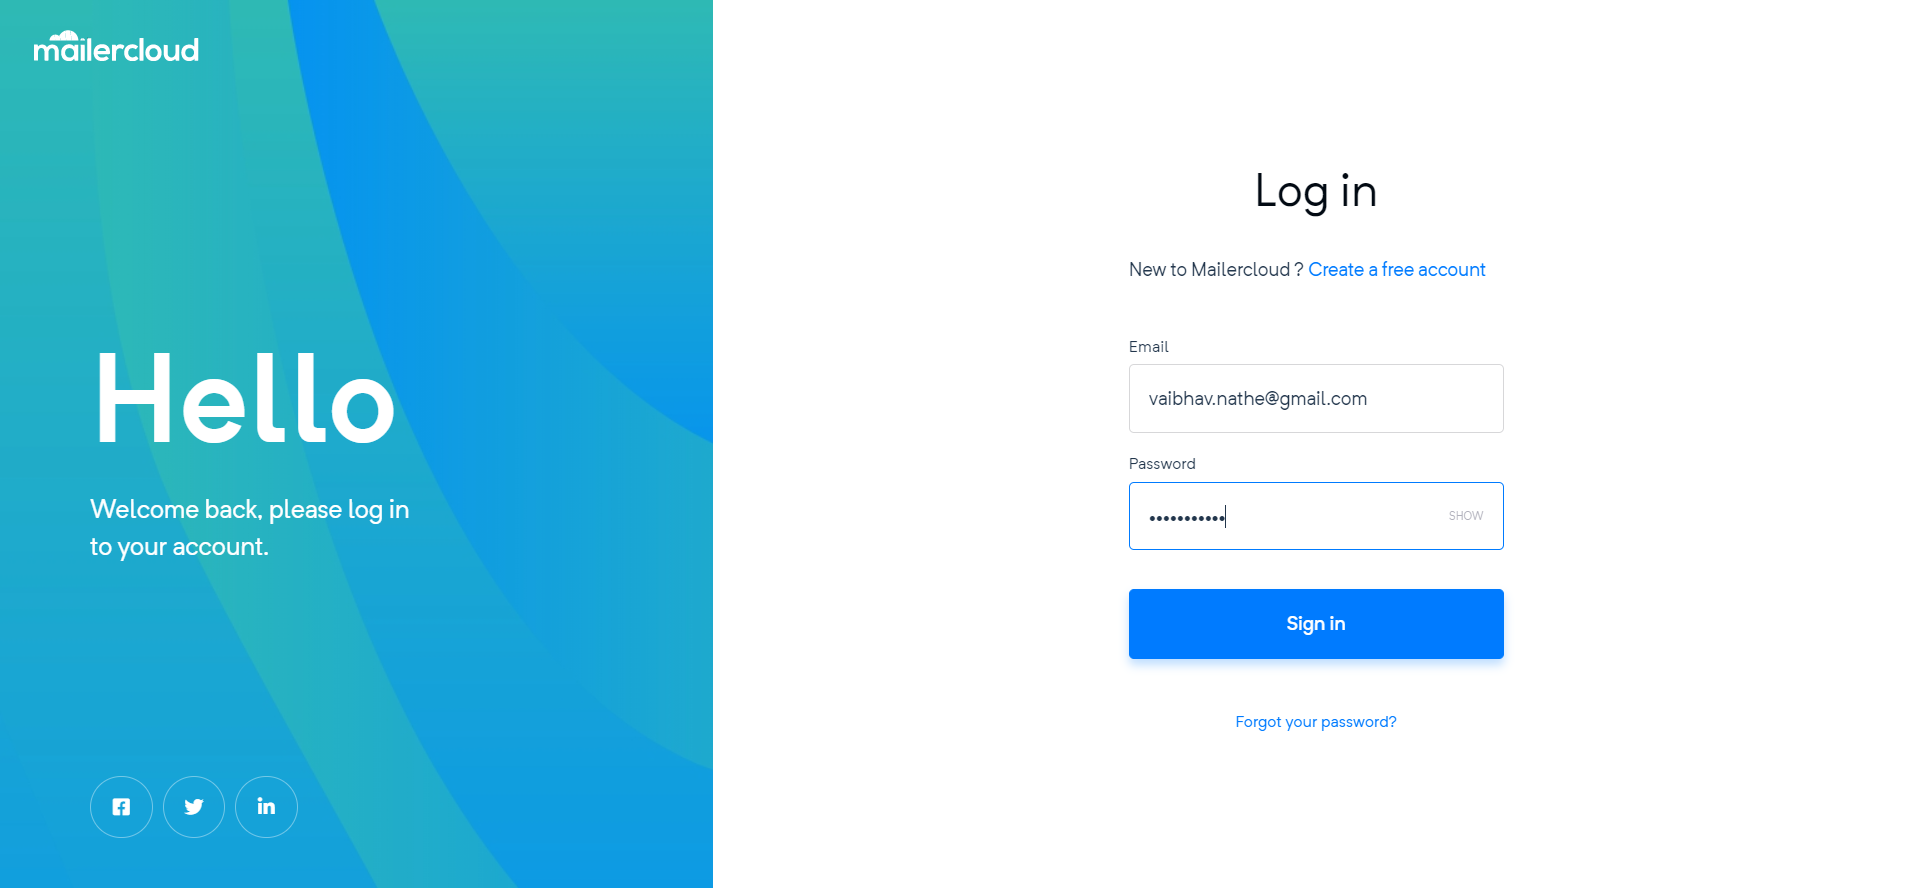 mailercloud
Hello
Welcome back, please log in
to your account.
Log in
New to Mailercloud ? Create a free account
Email
vaibhav.nathe@gmail.com
Password
•••••••••••
SHOW
Sign in
Forgot your password?